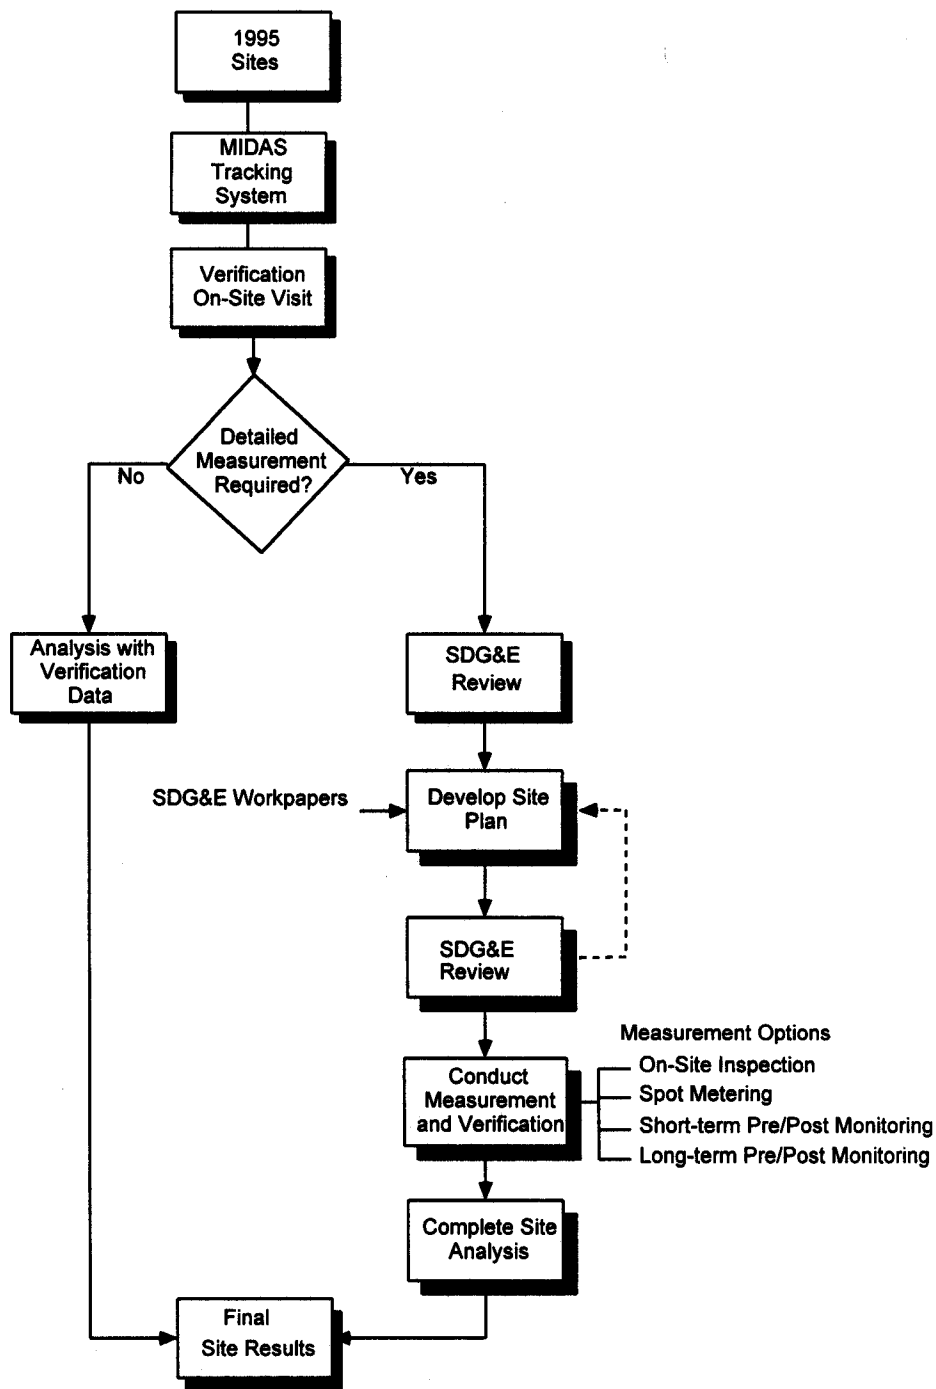 1995
Sites
MIDAS
Tracking
System
Verification
On-Site Visit
Detailed
Measurement
Required?
No
Yes
Analysis with
Verification
Data
SDG&E
Review
SDG&E Workpapers
Develop Site
Plan
SDG&E
Review
Measurement Options
Conduct
Measurement
and Verification
On-Site Inspection
Spot Metering
Short-term Pre/Post Monitoring
Long-term Pre/Post Monitoring
Complete Site
Analysis
Final
Site Results